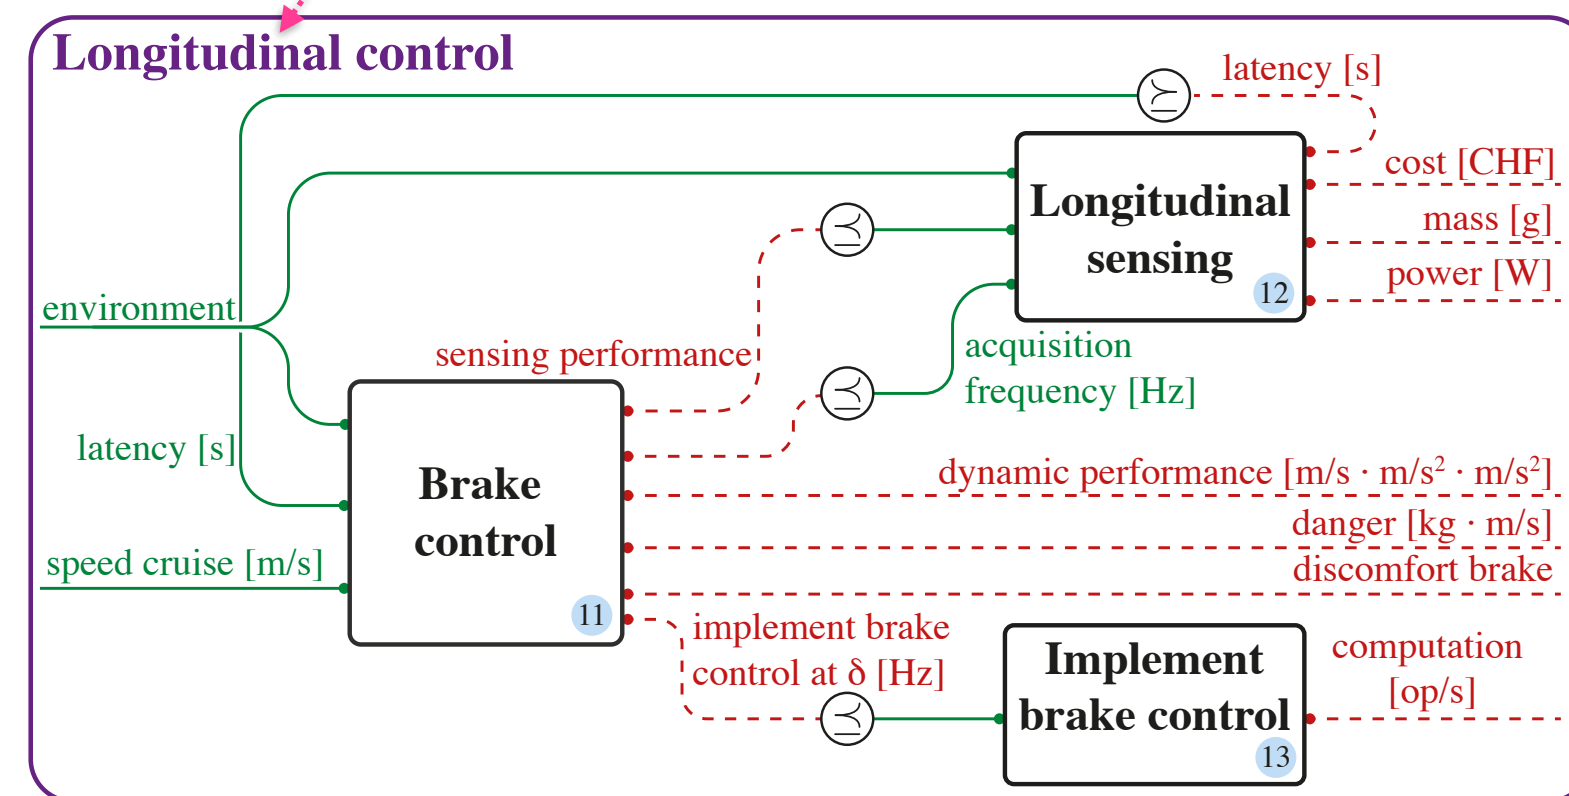 Longitudinal control
latency [s]
⪰
cost [CHF]
Longitudinal
sensing
12
mass [g]
power [W]
⪯
environment
sensing performance
acquisition
frequency [Hz]
⪯
latency [s]
Brake
control
11
dynamic performance [m/s · m/s² · m/s²]
danger [kg · m/s]
discomfort brake
speed cruise [m/s]
implement brake
control at δ [Hz]
⪯
Implement
brake control
13
computation
[op/s]